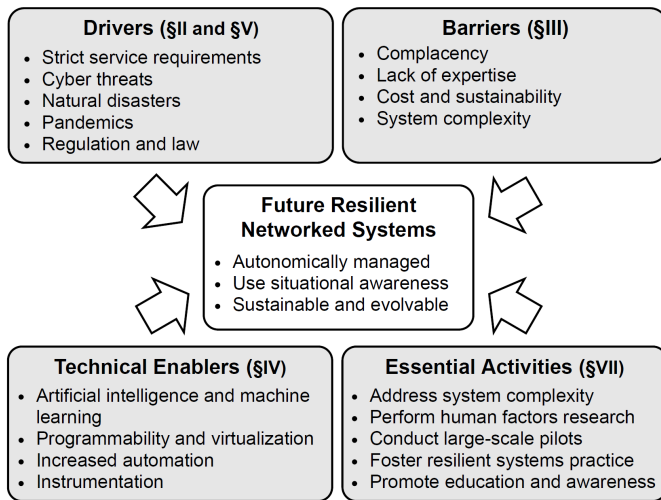 Drivers (§II and §V)
• Strict service requirements
• Cyber threats
• Natural disasters
• Pandemics
• Regulation and law
Barriers (§III)
• Complacency
• Lack of expertise
• Cost and sustainability
• System complexity
Future Resilient
Networked Systems
• Autonomically managed
• Use situational awareness
• Sustainable and evolvable
Technical Enablers (§IV)
• Artificial intelligence and machine
learning
• Programmability and virtualization
• Increased automation
• Instrumentation
Essential Activities (§VII)
• Address system complexity
• Perform human factors research
• Conduct large-scale pilots
• Foster resilient systems practice
• Promote education and awareness